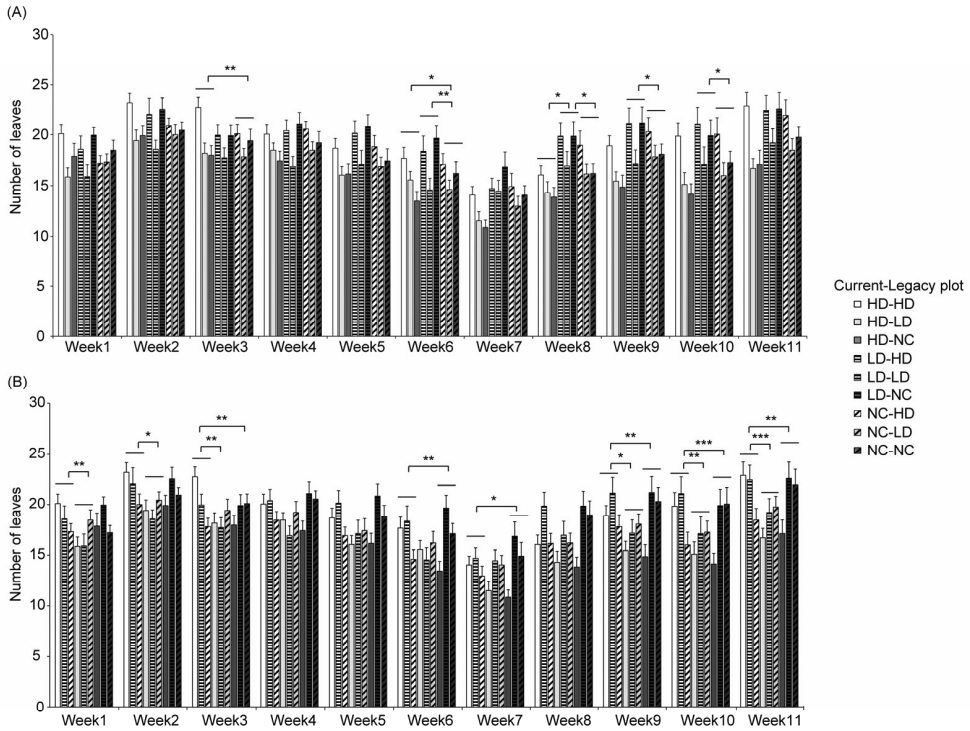 (A)
30
25
20
15
10
5
0
Number of leaves
**
*
**
*
*
*
*
Week1 Week2 Week3 Week4 Week5 Week6 Week7 Week8 Week9 Week10 Week11
Current-Legacy plot
HD-HD
HD-LD
HD-NC
LD-HD
LD-LD
LD-NC
NC-HD
NC-LD
NC-NC
(B)
30
25
20
15
10
5
0
Number of leaves
**
*
**
**
**
*
**
*
***
**
**
***
Week1 Week2 Week3 Week4 Week5 Week6 Week7 Week8 Week9 Week10 Week11